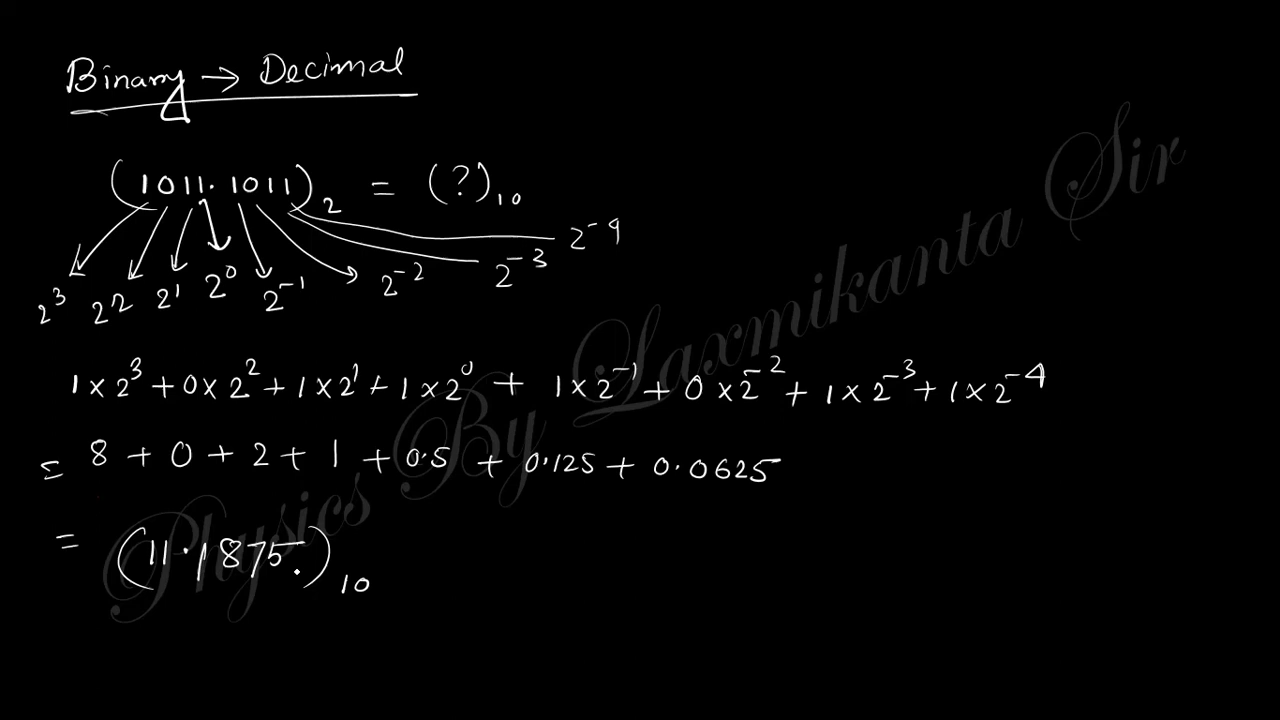 Binary → Decimal
(1011.1011)₂ = (?)₁₀
2³ 2² 2¹ 2⁰ 2⁻¹ 2⁻² 2⁻³ 2⁻⁴
1×2³+0×2²+1×2¹+1×2⁰ + 1×2⁻¹+0×2⁻²+1×2⁻³+1×2⁻⁴
= 8+0+2+1+0.5+0.125+0.0625
= (11.1875.)₁₀
Physics By Laxmikanta Sir